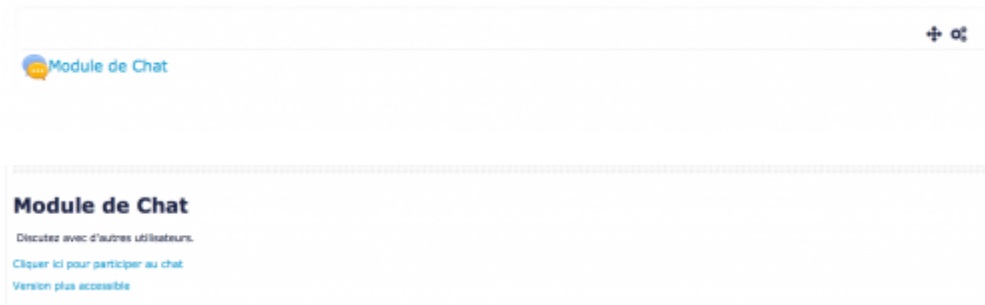 Module de Chat
Module de Chat
Discutez avec d'autres utilisateurs.
Cliquer ici pour participer au chat
Version plus accessible